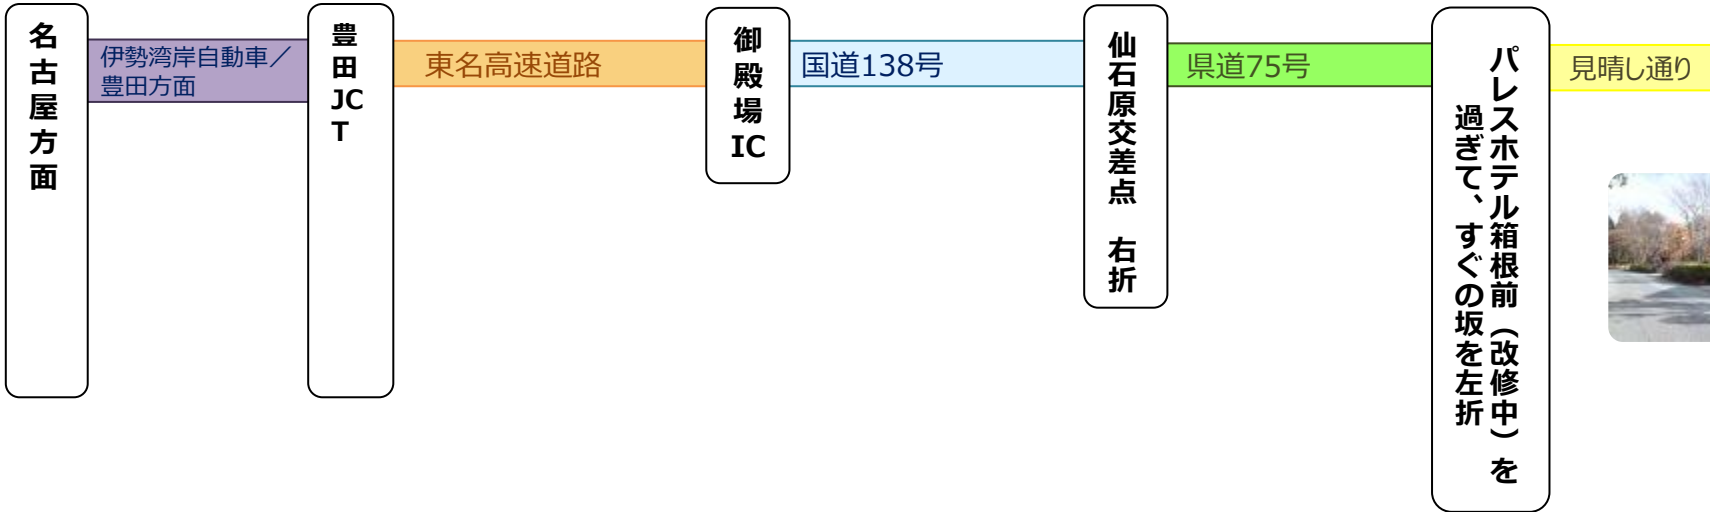 名古屋方面
伊勢湾岸自動車／
豊田方面
豊田JC
T
東名高速道路
御殿場IC
国道138号
仙石原交差点　右折
県道75号
パレスホテル箱根前（改修中）を
過ぎて、すぐの坂を左折
見晴し通り